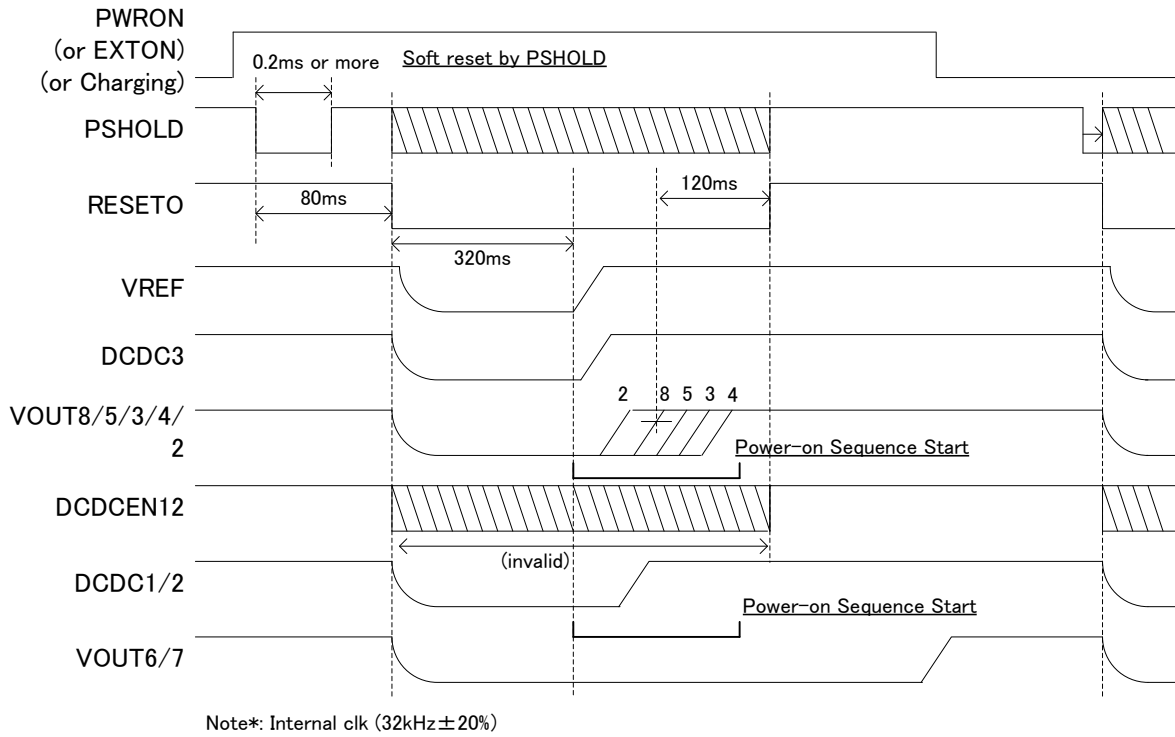 PWRON
(or EXTON)
(or Charging)
0.2ms or more
Soft reset by PSHOLD
PSHOLD
RESETO
80ms
120ms
320ms
VREF
DCDC3
VOUT8/5/3/4/
2
2 8 5 3 4
Power-on Sequence Start
DCDCEN12
(invalid)
DCDC1/2
Power-on Sequence Start
VOUT6/7
Note*: Internal clk (32kHz±20%)